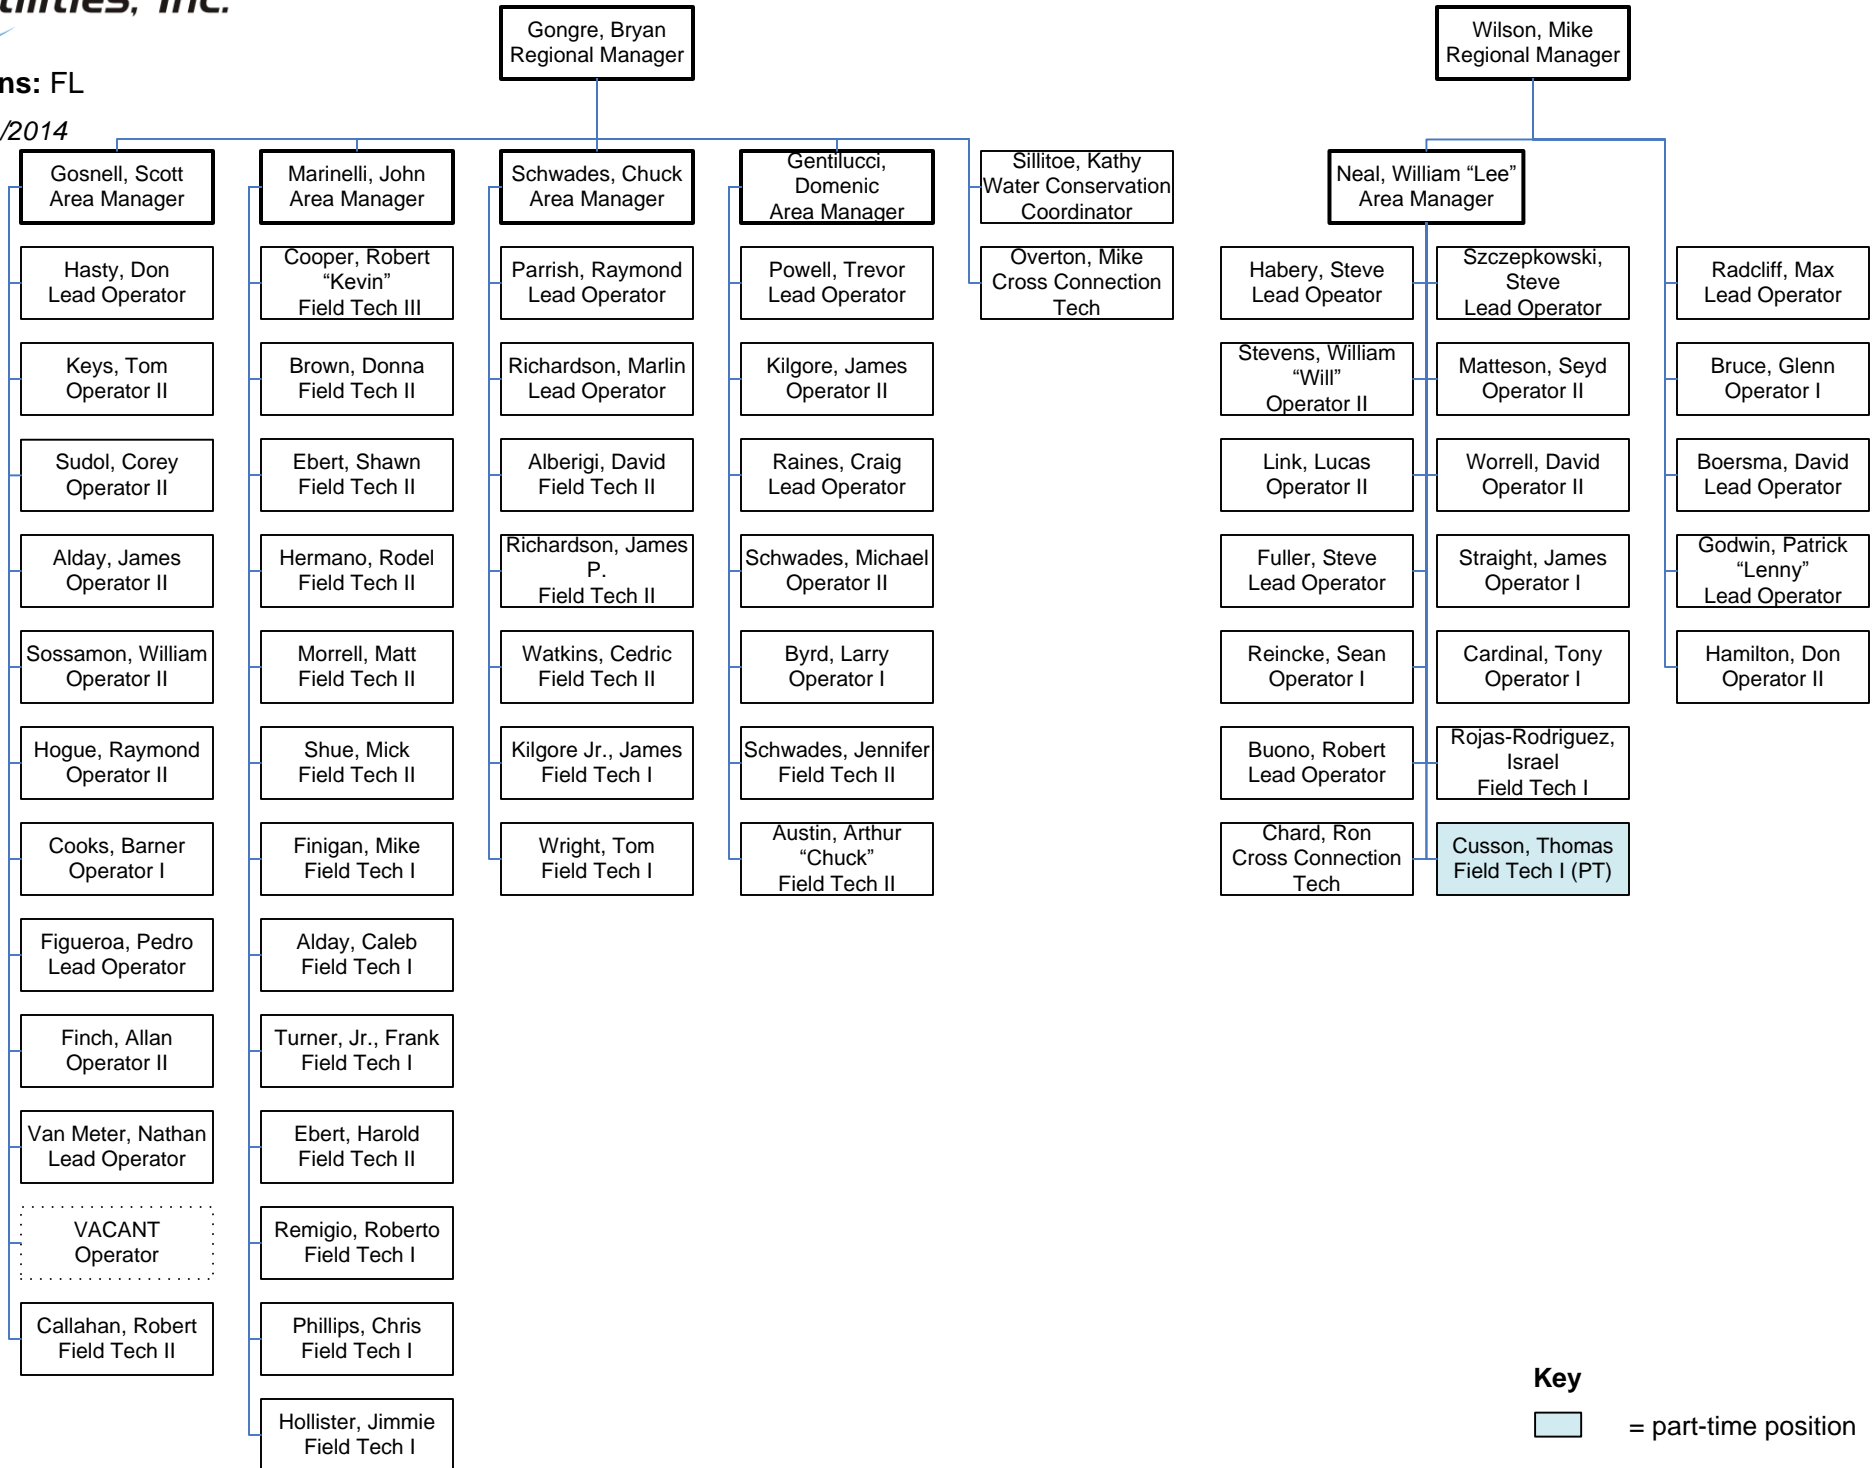 Inc.
FL
/2014
Gongre, Bryan
Regional Manager
Wilson, Mike
Regional Manager
Gosnell, Scott
Area Manager
Marinelli, John
Area Manager
Schwades, Chuck
Area Manager
Gentilucci,
Domenic
Area Manager
Sillitoe, Kathy
Water Conservation
Coordinator
Overton, Mike
Cross Connection
Tech
Neal, William “Lee”
Area Manager
Hasty, Don
Lead Operator
Keys, Tom
Operator II
Sudol, Corey
Operator II
Alday, James
Operator II
Sossamon, William
Operator II
Hogue, Raymond
Operator II
Cooks, Barner
Operator I
Figueroa, Pedro
Lead Operator
Finch, Allan
Operator II
Van Meter, Nathan
Lead Operator
VACANT
Operator
Callahan, Robert
Field Tech II
Cooper, Robert
“Kevin”
Field Tech III
Brown, Donna
Field Tech II
Ebert, Shawn
Field Tech II
Hermano, Rodel
Field Tech II
Morrell, Matt
Field Tech II
Shue, Mick
Field Tech II
Finigan, Mike
Field Tech I
Alday, Caleb
Field Tech I
Turner, Jr., Frank
Field Tech I
Ebert, Harold
Field Tech II
Remigio, Roberto
Field Tech I
Phillips, Chris
Field Tech I
Hollister, Jimmie
Field Tech I
Parrish, Raymond
Lead Operator
Richardson, Marlin
Lead Operator
Alberigi, David
Field Tech II
Richardson, James
P.
Field Tech II
Watkins, Cedric
Field Tech II
Kilgore Jr., James
Field Tech I
Wright, Tom
Field Tech I
Powell, Trevor
Lead Operator
Kilgore, James
Operator II
Raines, Craig
Lead Operator
Schwades, Michael
Operator II
Byrd, Larry
Operator I
Schwades, Jennifer
Field Tech II
Austin, Arthur
“Chuck”
Field Tech II
Habery, Steve
Lead Opeator
Stevens, William
“Will”
Operator II
Link, Lucas
Operator II
Fuller, Steve
Lead Operator
Reincke, Sean
Operator I
Buono, Robert
Lead Operator
Chard, Ron
Cross Connection
Tech
Szczepkowski,
Steve
Lead Operator
Matteson, Seyd
Operator II
Worrell, David
Operator II
Straight, James
Operator I
Cardinal, Tony
Operator I
Rojas-Rodriguez,
Israel
Field Tech I
Cusson, Thomas
Field Tech I (PT)
Radcliff, Max
Lead Operator
Bruce, Glenn
Operator I
Boersma, David
Lead Operator
Godwin, Patrick
“Lenny”
Lead Operator
Hamilton, Don
Operator II
Key
= part-time position